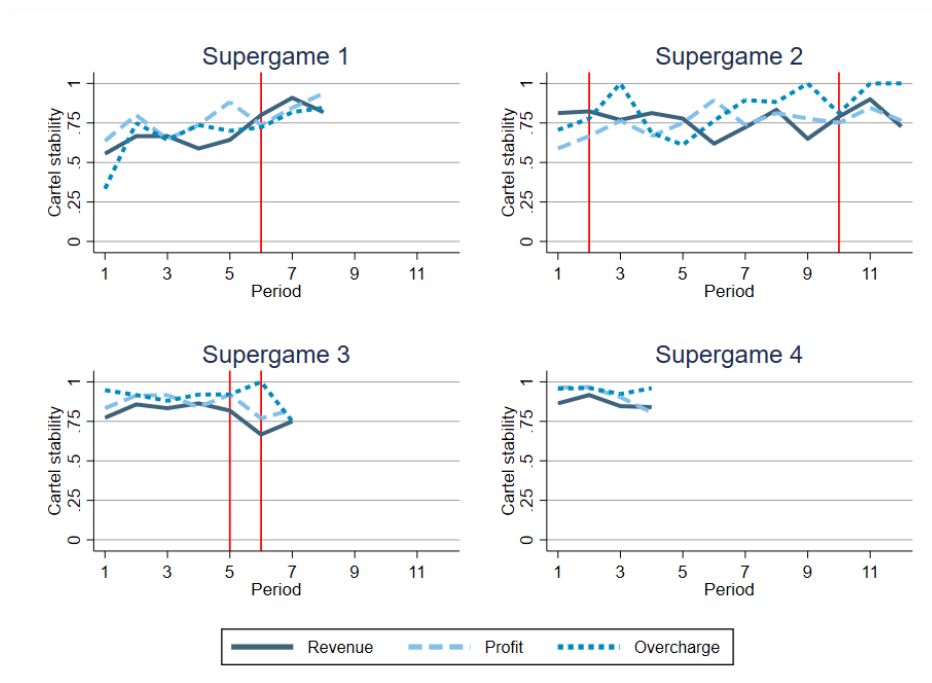 Supergame 1
Cartel stability
0 .25 .5 .75 1
1 3 5 7 9 11
Period
Supergame 2
Cartel stability
0 .25 .5 .75 1
1 3 5 7 9 11
Period
Supergame 3
Cartel stability
0 .25 .5 .75 1
1 3 5 7 9 11
Period
Supergame 4
Cartel stability
0 .25 .5 .75 1
1 3 5 7 9 11
Period
Revenue Profit Overcharge